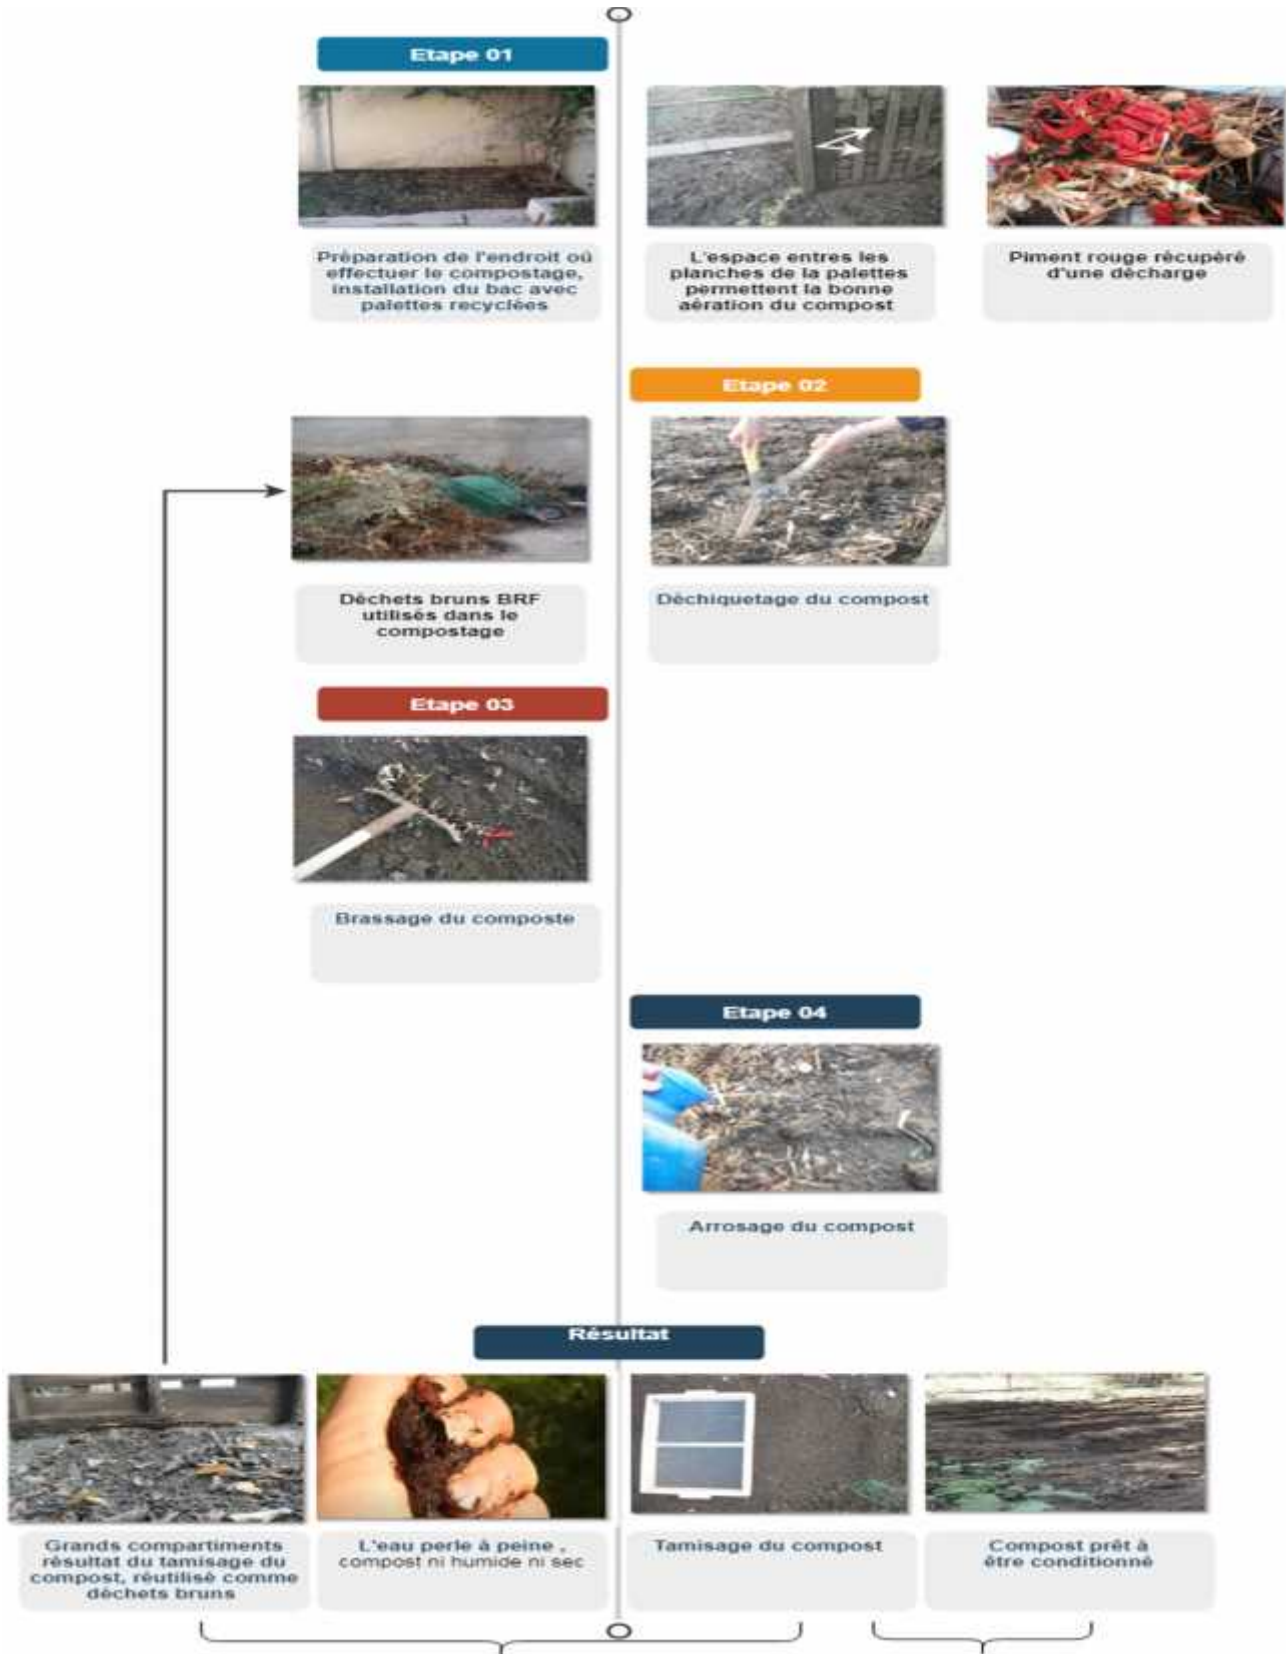 Etape 01
Préparation de l'endroit où
effectuer le compostage,
installation du bac avec
palettes recyclées
L'espace entres les
planches de la palettes
permettent la bonne
aération du compost
Piment rouge récupéré
d'une décharge
Etape 02
Déchets bruns BRF
utilisés dans le
compostage
Déchiquetage du compost
Etape 03
Brassage du composte
Etape 04
Arrosage du compost
Résultat
Grands compartiments
résultat du tamisage du
compost, réutilisé comme
déchets bruns
L'eau perle à peine ,
compost ni humide ni sec
Tamisage du compost
Compost prêt à
être conditionné